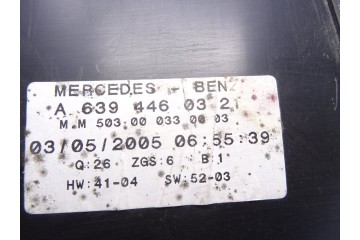 MERCEDES - BENZ
A 639 446 03 21
M.M 503.00 033 00 03
03/05/2005 06:55:39
Q:26 ZGS:6 B.1
HW:41-04 SW:52-03